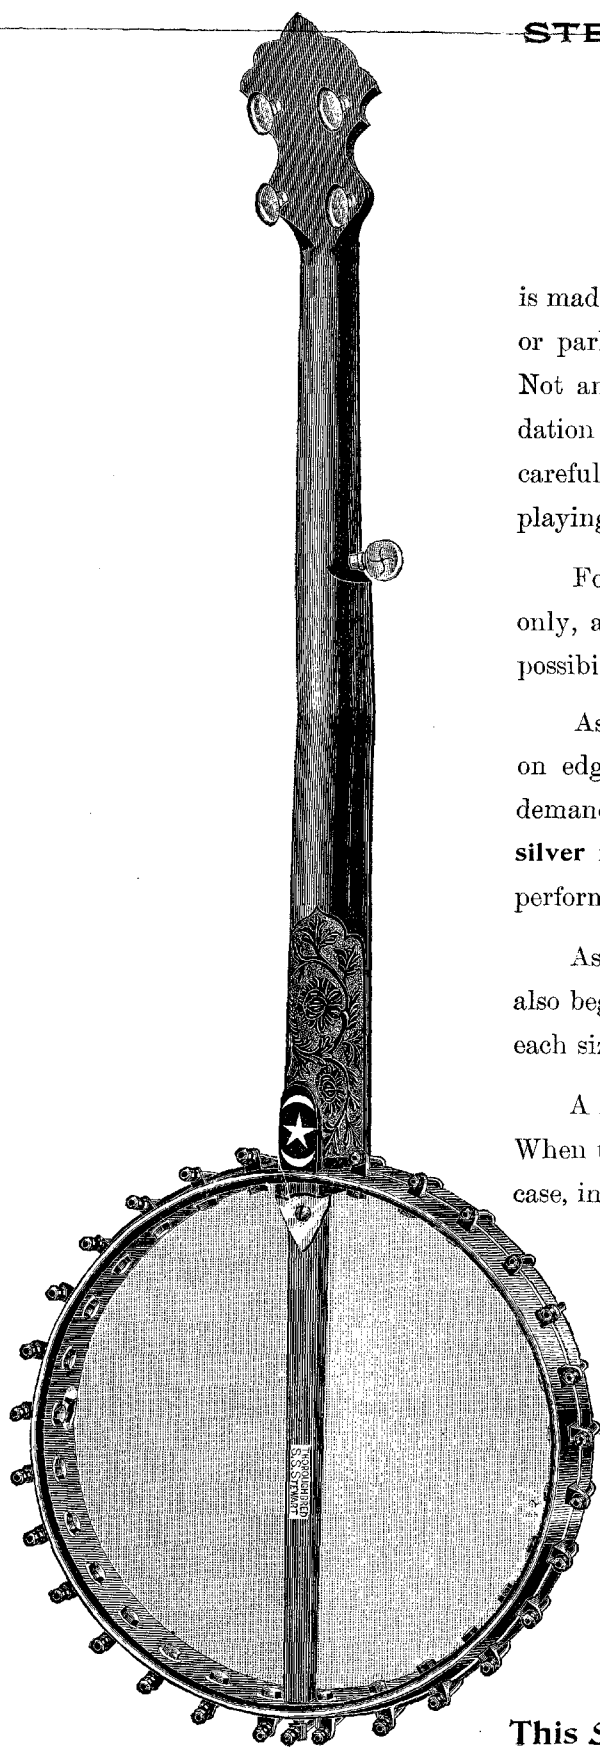 STE
is mad
or parl
Not an
dation
careful
playing
Fo
only, a
possibi
As
on edg
demand
silver
perform
As
also beg
each siz
A
When t
case, in
THOROUGHBRED
S.S.STEWART
This S